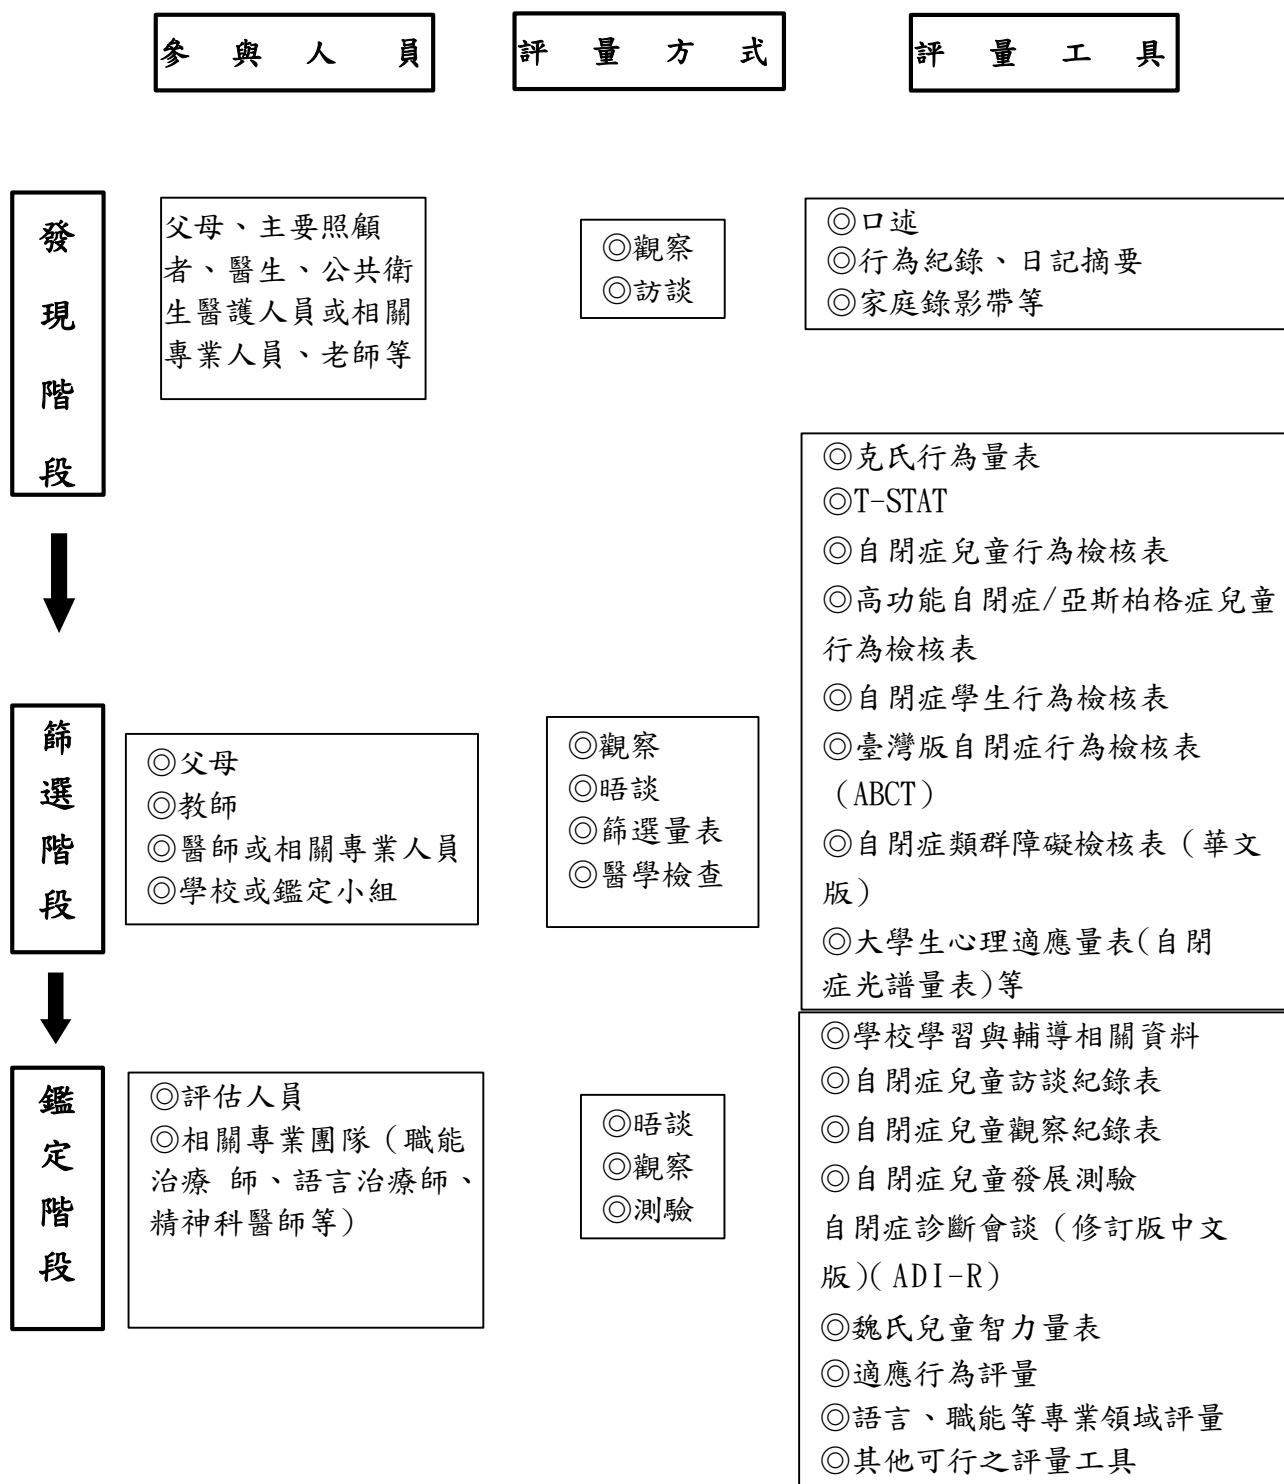 參 與 人 員
評 量 方 式
評 量 工 具
發現階段
父母、主要照顧
者、醫生、公共衛
生醫護人員或相關
專業人員、老師等
◎觀察
◎訪談
◎口述
◎行為紀錄、日記摘要
◎家庭錄影帶等
篩選階段
◎父母
◎教師
◎醫師或相關專業人員
◎學校或鑑定小組
◎觀察
◎晤談
◎篩選量表
◎醫學檢查
◎克氏行為量表
◎T-STAT
◎自閉症兒童行為檢核表
◎高功能自閉症/亞斯柏格症兒童
行為檢核表
◎自閉症學生行為檢核表
◎臺灣版自閉症行為檢核表
（ABCT）
◎自閉症類群障礙檢核表（華文
版）
◎大學生心理適應量表(自閉
症光譜量表)等
鑑定階段
◎評估人員
◎相關專業團隊（職能
治療 師、語言治療師、
精神科醫師等）
◎晤談
◎觀察
◎測驗
◎學校學習與輔導相關資料
◎自閉症兒童訪談紀錄表
◎自閉症兒童觀察紀錄表
◎自閉症兒童發展測驗
自閉症診斷會談（修訂版中文
版)( ADI-R）
◎魏氏兒童智力量表
◎適應行為評量
◎語言、職能等專業領域評量
◎其他可行之評量工具